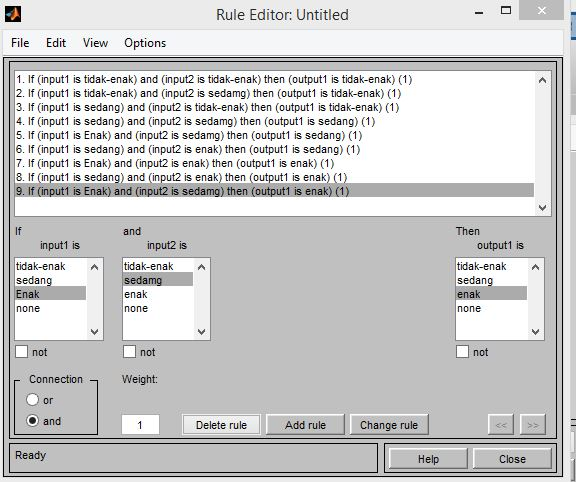 Rule Editor: Untitled
File Edit View Options
1. If (input1 is tidak-enak) and (input2 is tidak-enak) then (output1 is tidak-enak) (1)
2. If (input1 is tidak-enak) and (input2 is sedamg) then (output1 is tidak-enak) (1)
3. If (input1 is sedang) and (input2 is tidak-enak) then (output1 is tidak-enak) (1)
4. If (input1 is sedang) and (input2 is sedamg) then (output1 is sedang) (1)
5. If (input1 is Enak) and (input2 is sedamg) then (output1 is sedang) (1)
6. If (input1 is sedang) and (input2 is enak) then (output1 is sedang) (1)
7. If (input1 is Enak) and (input2 is enak) then (output1 is enak) (1)
8. If (input1 is sedang) and (input2 is enak) then (output1 is enak) (1)
9. If (input1 is Enak) and (input2 is sedamg) then (output1 is enak) (1)
If and Then
input1 is input2 is output1 is
tidak-enak tidak-enak tidak-enak
sedang sedamg sedang
Enak enak enak
none none none
not not not
Connection Weight:
or
and 1 Delete rule Add rule Change rule << >>
Ready Help Close